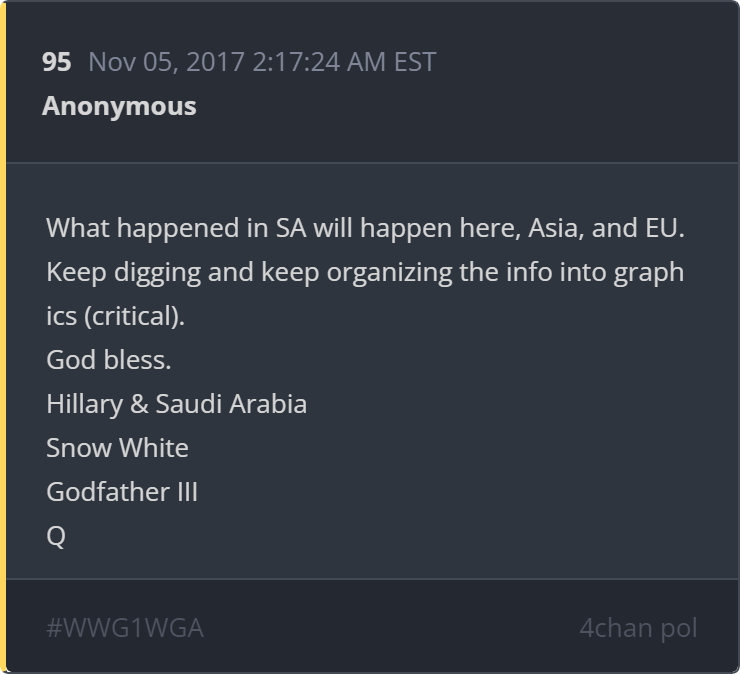 95 Nov 05, 2017 2:17:24 AM EST
Anonymous
What happened in SA will happen here, Asia, and EU.
Keep digging and keep organizing the info into graph
ics (critical).
God bless.
Hillary & Saudi Arabia
Snow White
Godfather III
Q
#WWG1WGA 4chan pol